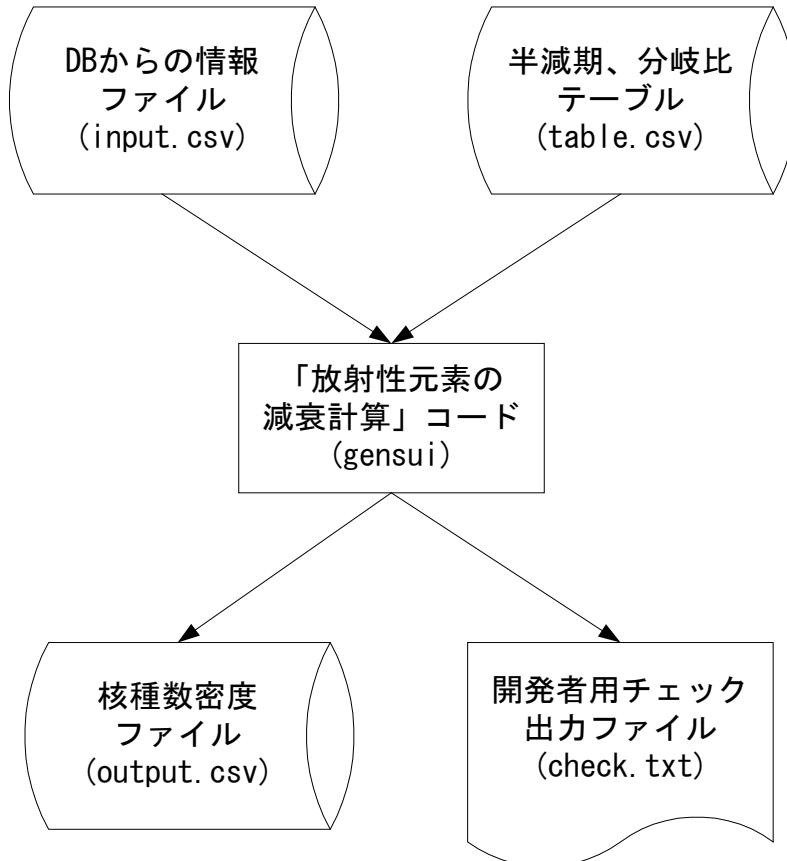 DBからの情報
ファイル
(input.csv)
半減期、分岐比
テーブル
(table.csv)
「放射性元素の
減衰計算」コード
(gensui)
核種数密度
ファイル
(output.csv)
開発者用チェック
出力ファイル
(check.txt)